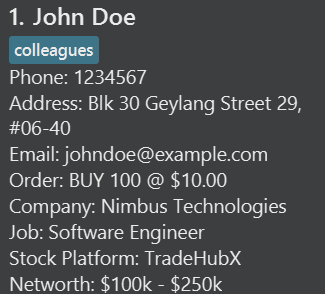 1. John Doe
colleagues
Phone: 1234567
Address: Blk 30 Geylang Street 29,
#06-40
Email: johndoe@example.com
Order: BUY 100 @ $10.00
Company: Nimbus Technologies
Job: Software Engineer
Stock Platform: TradeHubX
Networth: $100k - $250k